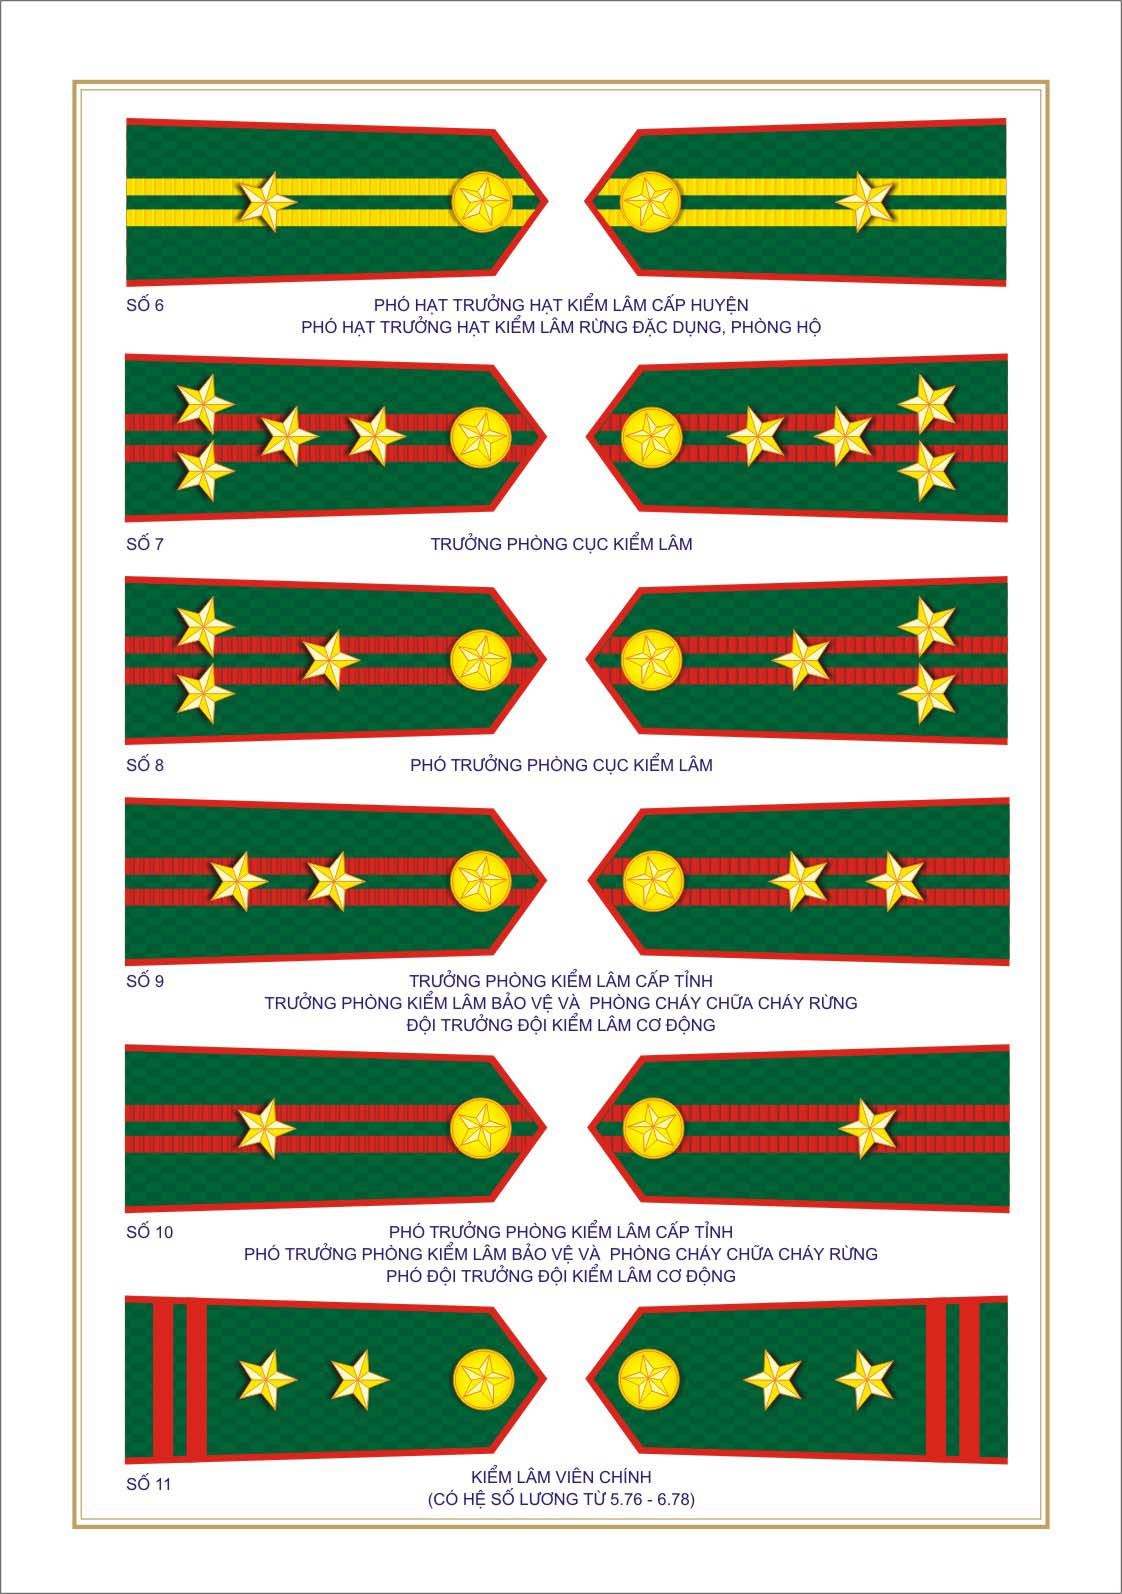 SỐ 6
PHÓ HẠT TRƯỞNG HẠT KIỂM LÂM CẤP HUYỆN
PHÓ HẠT TRƯỞNG HẠT KIỂM LÂM RỪNG ĐẶC DỤNG, PHÒNG HỘ
SỐ 7
TRƯỞNG PHÒNG CỤC KIỂM LÂM
SỐ 8
PHÓ TRƯỞNG PHÒNG CỤC KIỂM LÂM
SỐ 9
TRƯỞNG PHÒNG KIỂM LÂM CẤP TỈNH
TRƯỞNG PHÒNG KIỂM LÂM BẢO VỆ VÀ PHÒNG CHÁY CHỮA CHÁY RỪNG
ĐỘI TRƯỞNG ĐỘI KIỂM LÂM CƠ ĐỘNG
SỐ 10
PHÓ TRƯỞNG PHÒNG KIỂM LÂM CẤP TỈNH
PHÓ TRƯỞNG PHÒNG KIỂM LÂM BẢO VỆ VÀ PHÒNG CHÁY CHỮA CHÁY RỪNG
PHÓ ĐỘI TRƯỞNG ĐỘI KIỂM LÂM CƠ ĐỘNG
SỐ 11
KIỂM LÂM VIÊN CHÍNH
(CÓ HỆ SỐ LƯƠNG TỪ 5.76 - 6.78)